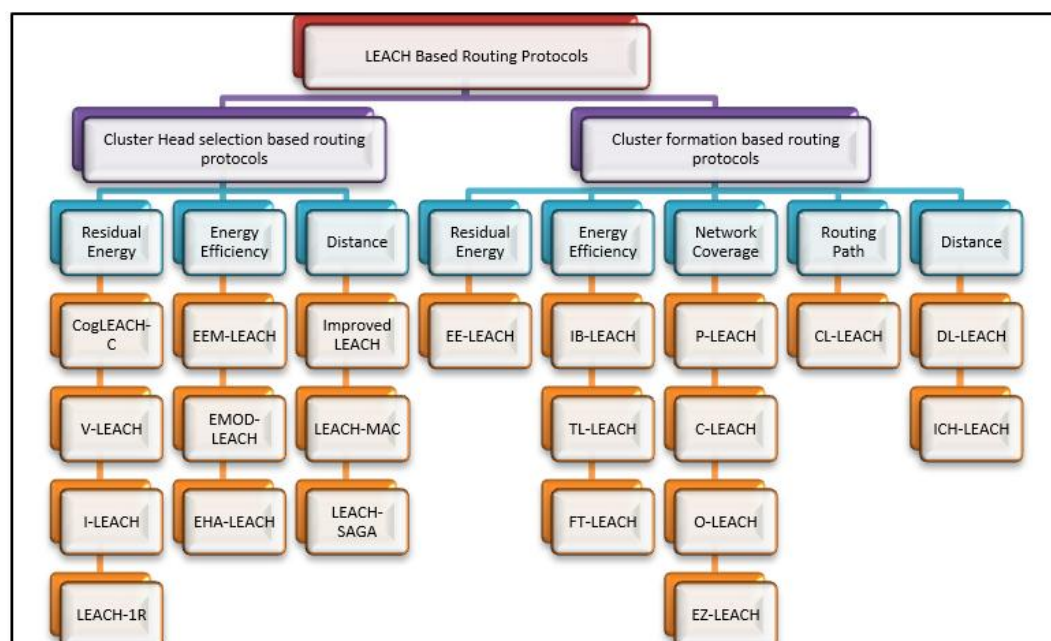 LEACH Based Routing Protocols
Cluster Head selection based routing
protocols
Cluster formation based routing
protocols
Residual
Energy
Energy
Efficiency
Distance
Residual
Energy
Energy
Efficiency
Network
Coverage
Routing
Path
Distance
CogLEACH-
C
EEM-LEACH
Improved
LEACH
EE-LEACH
IB-LEACH
P-LEACH
CL-LEACH
DL-LEACH
V-LEACH
EMOD-
LEACH
LEACH-MAC
TL-LEACH
C-LEACH
ICH-LEACH
I-LEACH
EHA-LEACH
LEACH-
SAGA
FT-LEACH
O-LEACH
LEACH-1R
EZ-LEACH